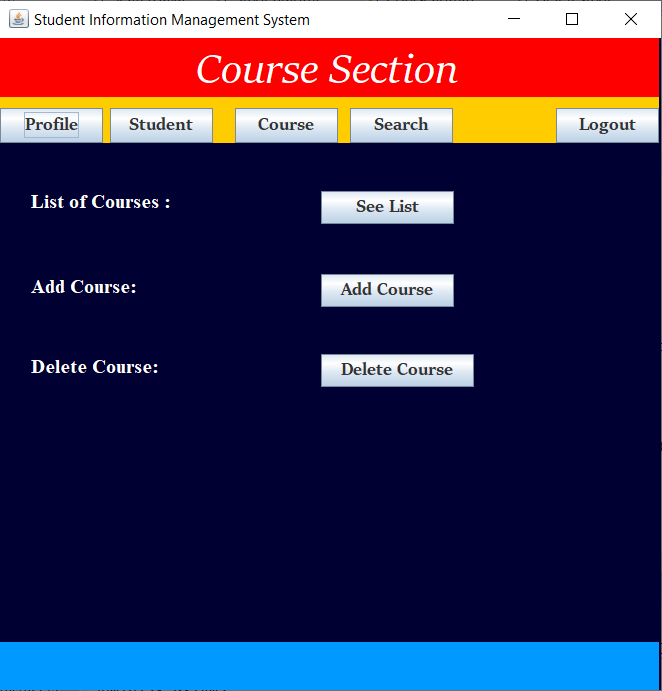 Student Information Management System
Course Section
Profile Student Course Search Logout
List of Courses : See List
Add Course: Add Course
Delete Course: Delete Course